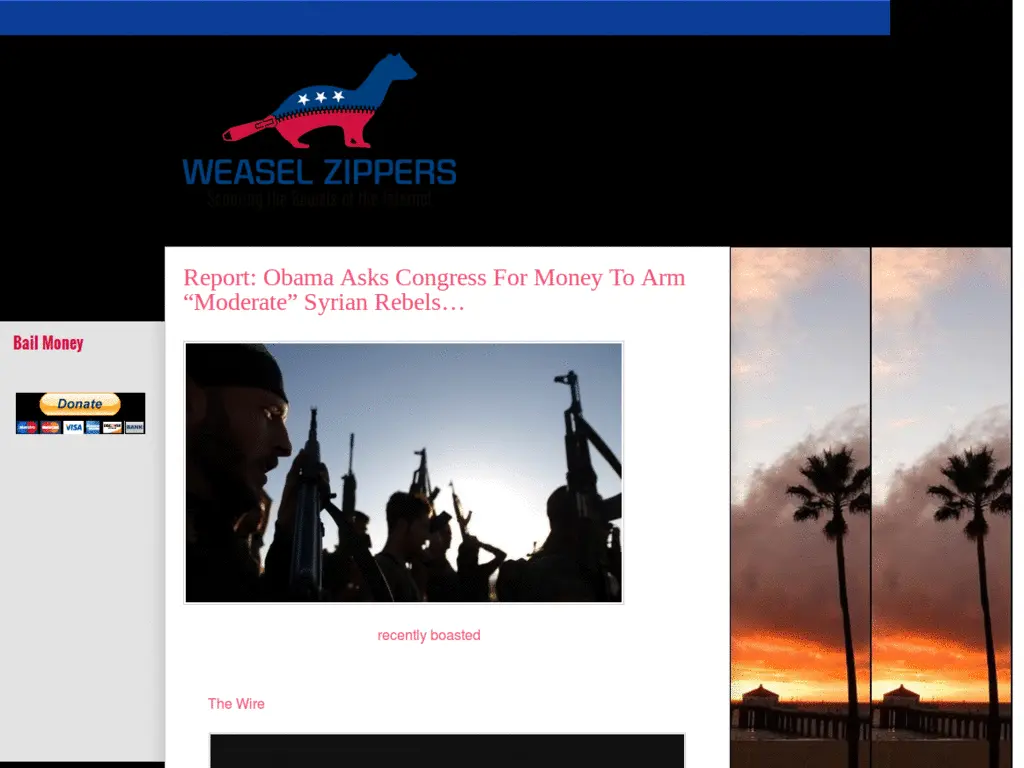 WEASEL ZIPPERS
Scouring the Bowels of the Internet
Report: Obama Asks Congress For Money To Arm
“Moderate” Syrian Rebels…
Bail Money
Donate
VISA
BANK
recently boasted
The Wire